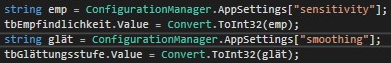 string emp = ConfigurationManager.AppSettings["sensitivity"];
tbEmpfindlichkeit.Value = Convert.ToInt32(emp);
string glät = ConfigurationManager.AppSettings["smoothing"];
tbGlättungsstufe.Value = Convert.ToInt32(glät);